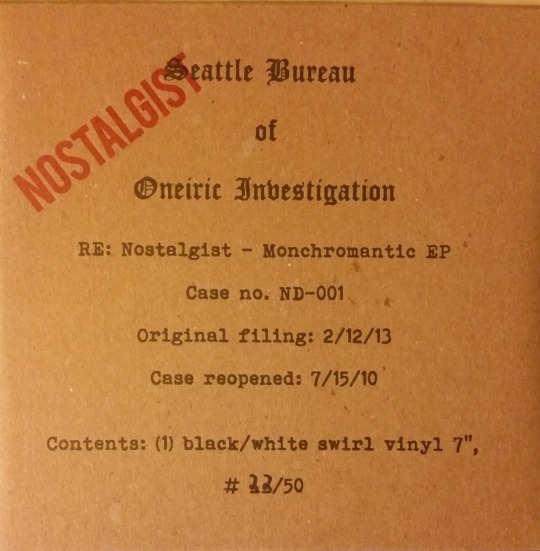 NOSTALGIST
Seattle Bureau
of
Oneiric Investigation
RE: Nostalgist - Monchromantic EP
Case no. ND-001
Original filing: 2/12/13
Case reopened: 7/15/10
Contents: (1) black/white swirl vinyl 7",
# /50